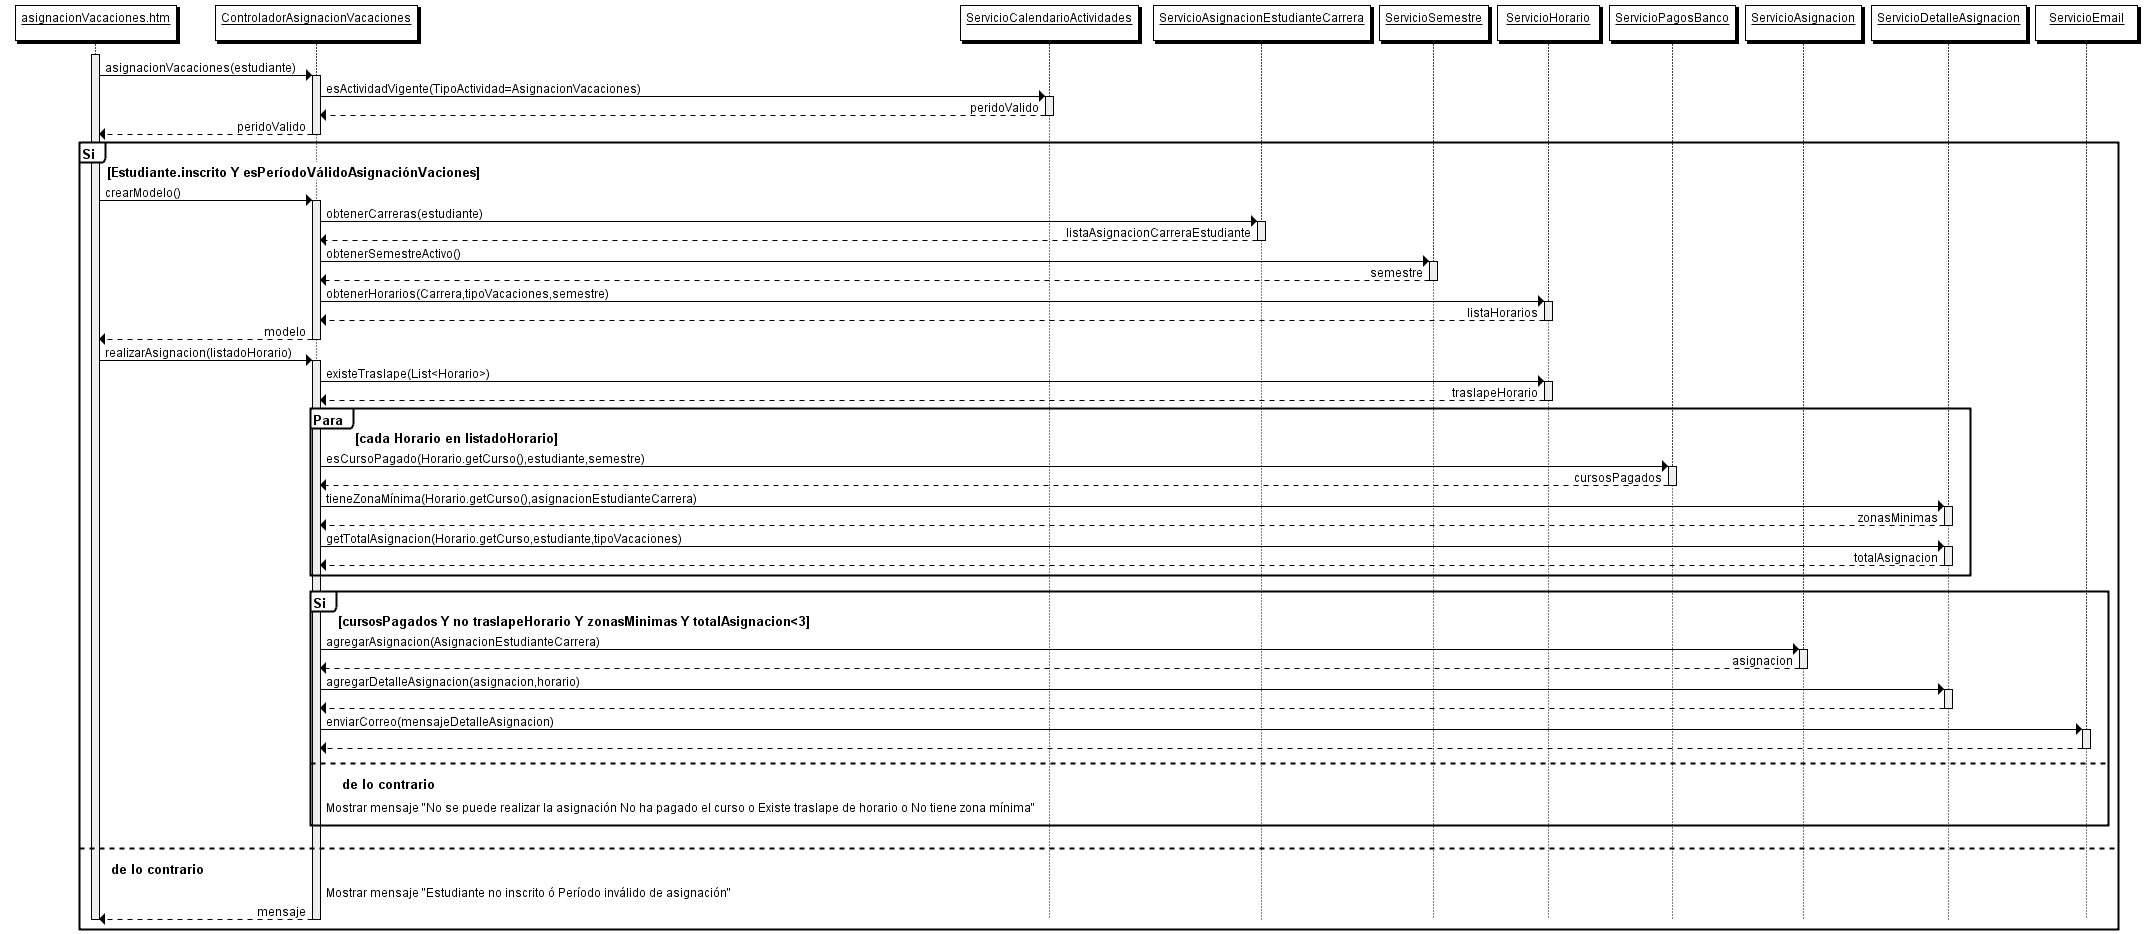 asignacionVacaciones.htm
ControladorAsignacionVacaciones
ServicioCalendarioActividades
ServicioAsignacionEstudianteCarrera
ServicioSemestre
ServicioHorario
ServicioPagosBanco
ServicioAsignacion
ServicioDetalleAsignacion
ServicioEmail
asignacionVacaciones(estudiante)
esActividadVigente(TipoActividad=AsignacionVacaciones)
peridoValido
peridoValido
Si
[Estudiante.inscrito Y esPeríodoVálidoAsignaciónVaciones]
crearModelo()
obtenerCarreras(estudiante)
listaAsignacionCarreraEstudiante
obtenerSemestreActivo()
semestre
obtenerHorarios(Carrera,tipoVacaciones,semestre)
listaHorarios
modelo
realizarAsignacion(listadoHorario)
existeTraslape(List<Horario>)
traslapeHorario
Para
[cada Horario en listadoHorario]
esCursoPagado(Horario.getCurso(),estudiante,semestre)
cursosPagados
tieneZonaMínima(Horario.getCurso(),asignacionEstudianteCarrera)
zonasMinimas
getTotalAsignacion(Horario.getCurso,estudiante,tipoVacaciones)
totalAsignacion
Si
[cursosPagados Y no traslapeHorario Y zonasMinimas Y totalAsignacion<3]
agregarAsignacion(AsignacionEstudianteCarrera)
asignacion
agregarDetalleAsignacion(asignacion,horario)
enviarCorreo(mensajeDetalleAsignacion)
de lo contrario
Mostrar mensaje "No se puede realizar la asignación No ha pagado el curso o Existe traslape de horario o No tiene zona mínima"
de lo contrario
Mostrar mensaje "Estudiante no inscrito ó Período inválido de asignación"
mensaje